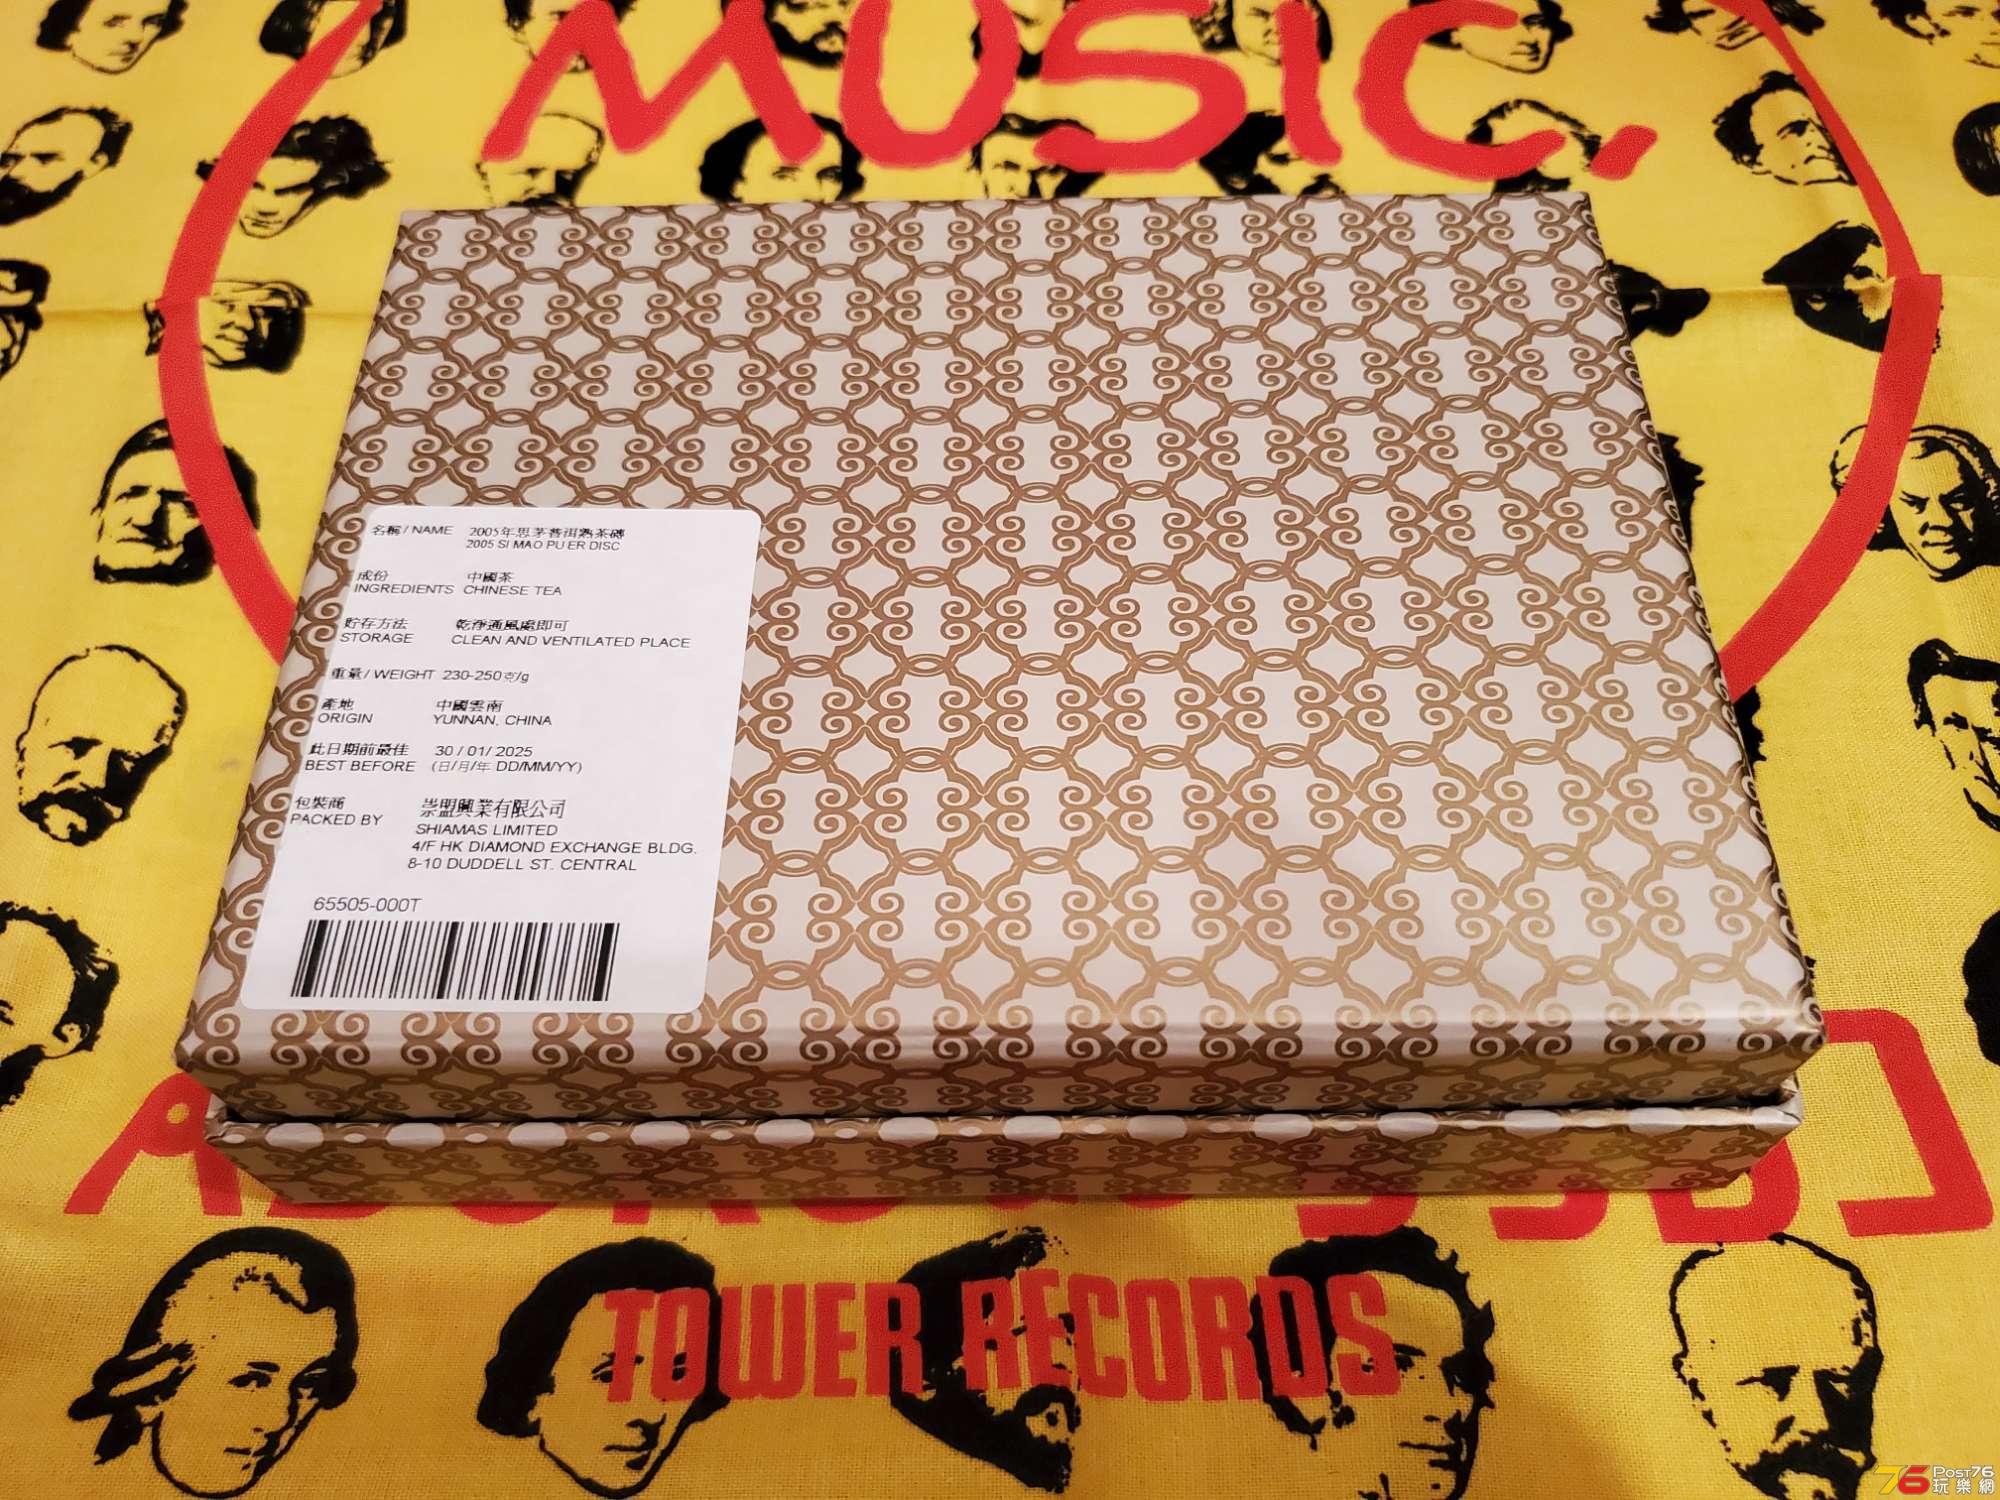 MUSIC.
名稱 / NAME 2005年思茅普洱熟茶磚
2005 SI MAO PU ER DISC
成份 中國茶
INGREDIENTS CHINESE TEA
貯存方法 乾淨通風處即可
STORAGE CLEAN AND VENTILATED PLACE
重量/ WEIGHT 230-250克/g
產地 中國雲南
ORIGIN YUNNAN, CHINA
此日期前最佳 30 / 01/ 2025
BEST BEFORE (日/月/年 DD/MM/YY)
包裝商 崇盟興業有限公司
PACKED BY SHIAMAS LIMITED
4/F HK DIAMOND EXCHANGE BLDG.
8-10 DUDDELL ST. CENTRAL
65505-000T
TOWER RECORDS
76 Post76
玩樂網